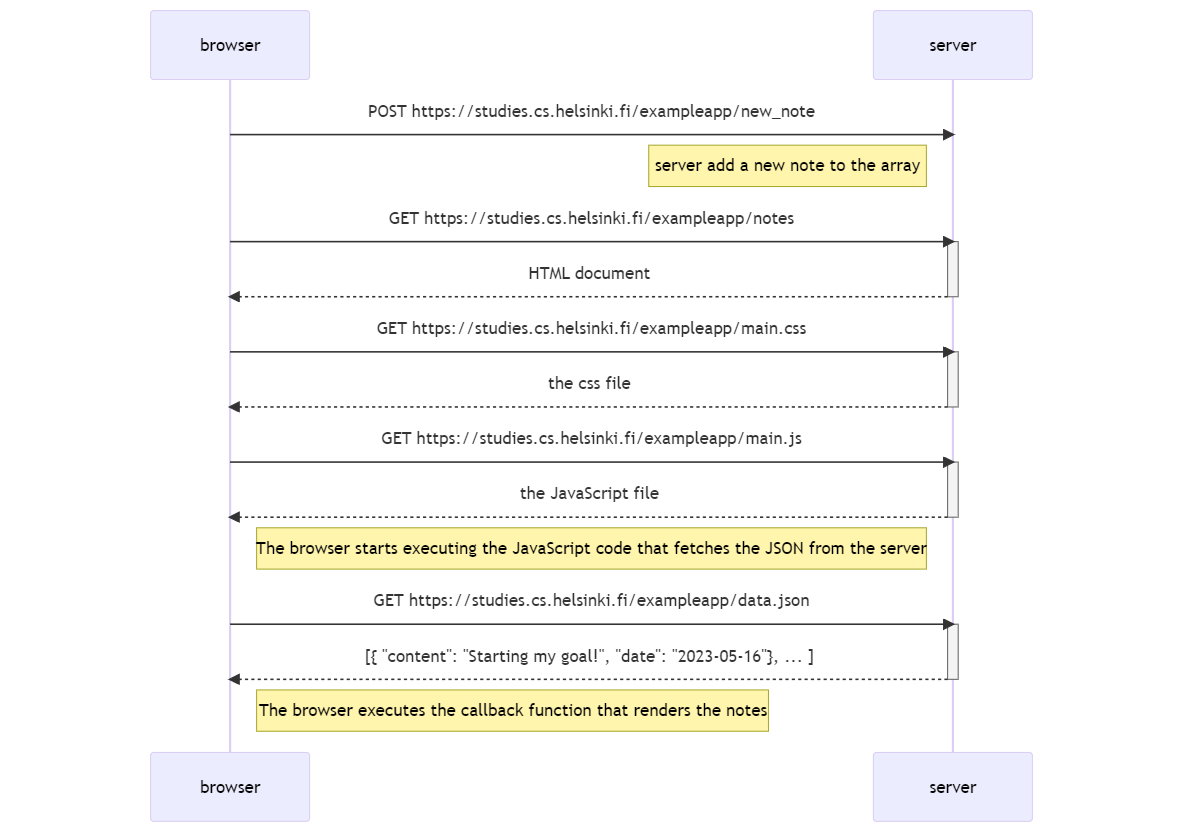 browser
server
POST https://studies.cs.helsinki.fi/exampleapp/new_note
server add a new note to the array
GET https://studies.cs.helsinki.fi/exampleapp/notes
HTML document
GET https://studies.cs.helsinki.fi/exampleapp/main.css
the css file
GET https://studies.cs.helsinki.fi/exampleapp/main.js
the JavaScript file
The browser starts executing the JavaScript code that fetches the JSON from the server
GET https://studies.cs.helsinki.fi/exampleapp/data.json
[{ "content": "Starting my goal!", "date": "2023-05-16"}, ... ]
The browser executes the callback function that renders the notes
browser
server